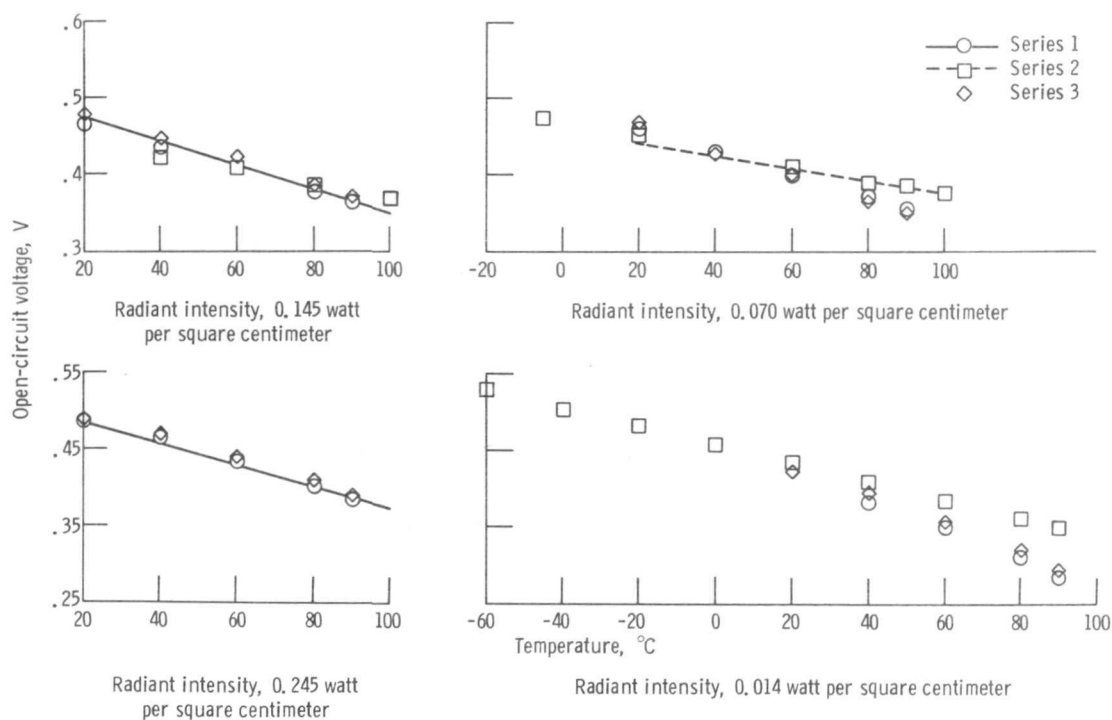 .6
.5
.4
.3
20 40 60 80 100
Radiant intensity, 0.145 watt
per square centimeter
Series 1
Series 2
Series 3
-20 0 20 40 60 80 100
Radiant intensity, 0.070 watt per square centimeter
Open-circuit voltage, V
.55
.45
.35
.25
20 40 60 80 100
Radiant intensity, 0.245 watt
per square centimeter
-60 -40 -20 0 20 40 60 80 100
Temperature, °C
Radiant intensity, 0.014 watt per square centimeter